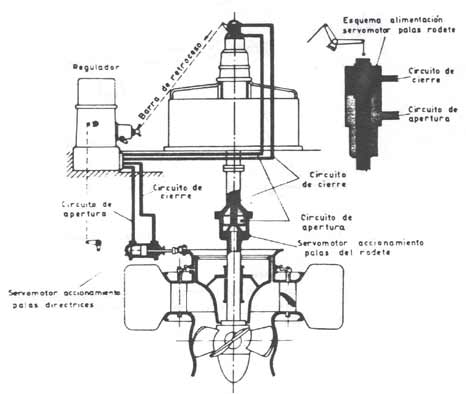 Esquema alimentación
servomotor palas rodete
Circuito de
cierre
Circuito de
apertura
Regulador
Barra de retroceso
Circuito
de cierre
Circuito de
cierre
Circuito de
apertura
Circuito de
apertura
Servomotor accionamiento
palas del rodete
Servomotor accionamiento
palas directrices